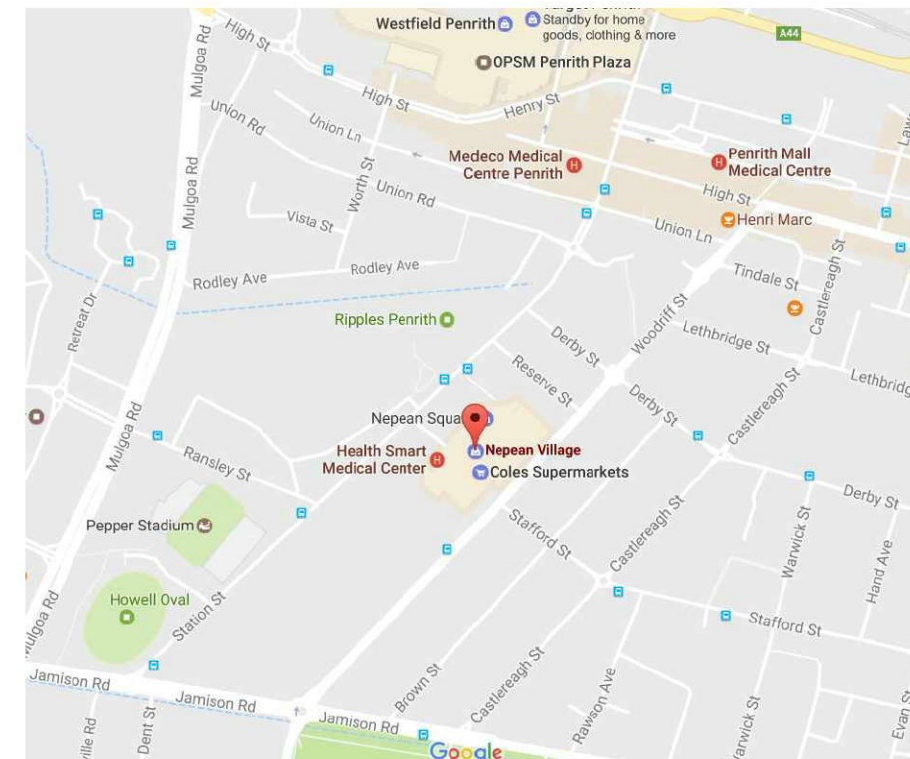 Westfield Penrith
Standby for home
goods, clothing & more
A44
High St
OPSM Penrith Plaza
Mulgoa Rd
High St
Henry St
Union Rd
Union Ln
Medeco Medical
Centre Penrith
Penrith Mall
Medical Centre
Mulgoa Rd
Worth St
Union Rd
High St
Vista St
Union Ln
Henri Marc
Rodley Ave
Rodley Ave
Tindale St
Castlereagh St
Retreat Dr
Ripples Penrith
Woodriff St
Derby St
Lethbridge St
Reserve St
Derby St
Castlereagh St
Mulgoa Rd
Nepean Squa
Nepean Village
Health Smart
Medical Center
Coles Supermarkets
Ransley St
Derby St
Pepper Stadium
Stafford St
Castlereagh St
Warwick St
Hand Ave
Howell Oval
Station St
Stafford St
Mulgoa Rd
Jamison Rd
Jamison Rd
Brown St
Castlereagh St
Rawson Ave
Jamison Rd
Dent St
Evan St
Google